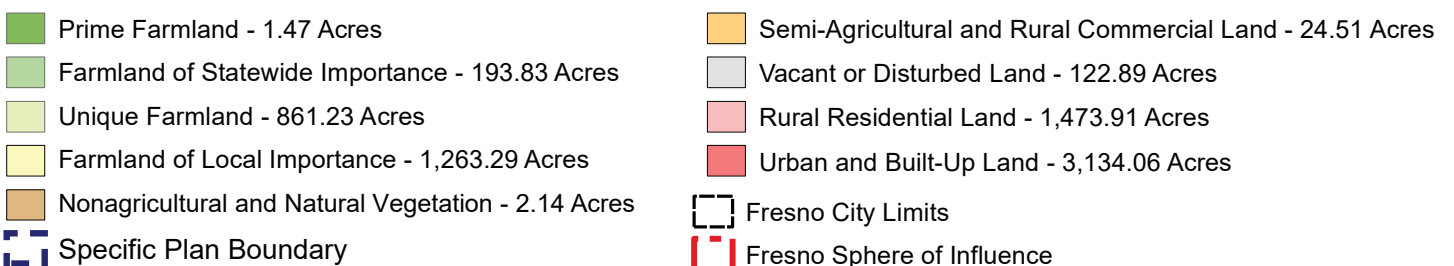 Prime Farmland - 1.47 Acres
Farmland of Statewide Importance - 193.83 Acres
Unique Farmland - 861.23 Acres
Farmland of Local Importance - 1,263.29 Acres
Nonagricultural and Natural Vegetation - 2.14 Acres
Specific Plan Boundary
Semi-Agricultural and Rural Commercial Land - 24.51 Acres
Vacant or Disturbed Land - 122.89 Acres
Rural Residential Land - 1,473.91 Acres
Urban and Built-Up Land - 3,134.06 Acres
Fresno City Limits
Fresno Sphere of Influence